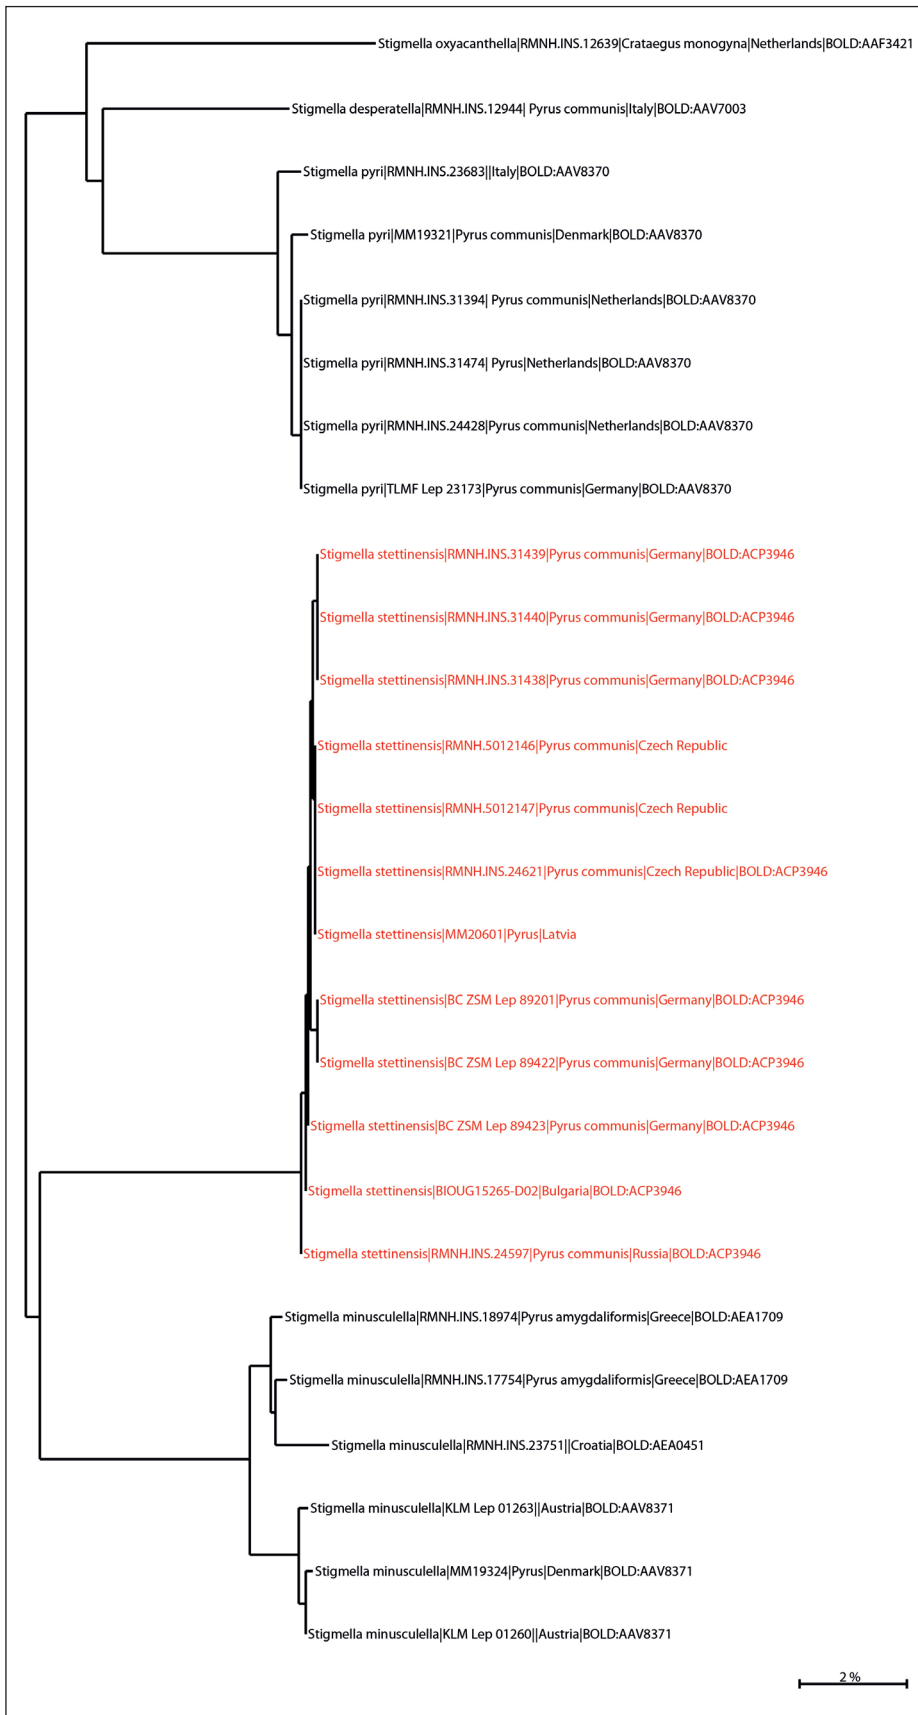 Stigmella oxyacanthella|RMNH.INS.12639|Crataegus monogyna|Netherlands|BOLD:AAF3421
Stigmella desperatella|RMNH.INS.12944| Pyrus communis|Italy|BOLD:AAV7003
Stigmella pyri|RMNH.INS.23683||Italy|BOLD:AAV8370
Stigmella pyri|MM19321|Pyrus communis|Denmark|BOLD:AAV8370
Stigmella pyri|RMNH.INS.31394| Pyrus communis|Netherlands|BOLD:AAV8370
Stigmella pyri|RMNH.INS.31474| Pyrus|Netherlands|BOLD:AAV8370
Stigmella pyri|RMNH.INS.24428|Pyrus communis|Netherlands|BOLD:AAV8370
Stigmella pyri|TLMF Lep 23173|Pyrus communis|Germany|BOLD:AAV8370
Stigmella stettinensis|RMNH.INS.31439|Pyrus communis|Germany|BOLD:ACP3946
Stigmella stettinensis|RMNH.INS.31440|Pyrus communis|Germany|BOLD:ACP3946
Stigmella stettinensis|RMNH.INS.31438|Pyrus communis|Germany|BOLD:ACP3946
Stigmella stettinensis|RMNH.5012146|Pyrus communis|Czech Republic
Stigmella stettinensis|RMNH.5012147|Pyrus communis|Czech Republic
Stigmella stettinensis|RMNH.INS.24621|Pyrus communis|Czech Republic|BOLD:ACP3946
Stigmella stettinensis|MM20601|Pyrus|Latvia
Stigmella stettinensis|BC ZSM Lep 89201|Pyrus communis|Germany|BOLD:ACP3946
Stigmella stettinensis|BC ZSM Lep 89422|Pyrus communis|Germany|BOLD:ACP3946
Stigmella stettinensis|BC ZSM Lep 89423|Pyrus communis|Germany|BOLD:ACP3946
Stigmella stettinensis|BIOUG15265-D02|Bulgaria|BOLD:ACP3946
Stigmella stettinensis|RMNH.INS.24597|Pyrus communis|Russia|BOLD:ACP3946
Stigmella minusculella|RMNH.INS.18974|Pyrus amygdaliformis|Greece|BOLD:AEA1709
Stigmella minusculella|RMNH.INS.17754|Pyrus amygdaliformis|Greece|BOLD:AEA1709
Stigmella minusculella|RMNH.INS.23751||Croatia|BOLD:AEA0451
Stigmella minusculella|KLM Lep 01263||Austria|BOLD:AAV8371
Stigmella minusculella|MM19324|Pyrus|Denmark|BOLD:AAV8371
Stigmella minusculella|KLM Lep 01260||Austria|BOLD:AAV8371
2 %